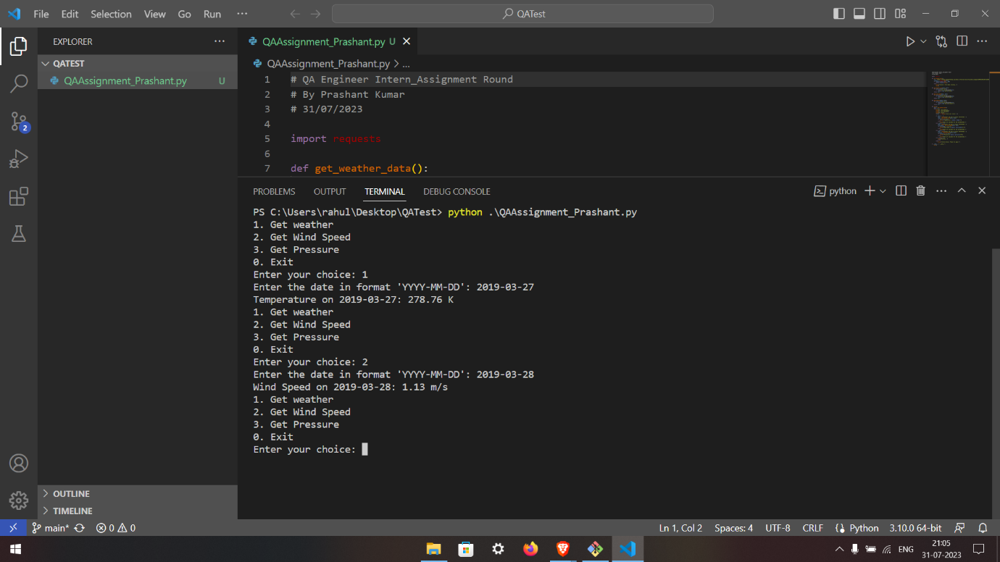 File Edit Selection View Go Run ···
QATest
EXPLORER ···
QATEST
QAAssignment_Prashant.py U
OUTLINE
TIMELINE
2
QAAssignment_Prashant.py U
QAAssignment_Prashant.py > ...
1 # QA Engineer Intern_Assignment Round
2 # By Prashant Kumar
3 # 31/07/2023
4
5 import requests
6
7 def get_weather_data():
PROBLEMS OUTPUT TERMINAL DEBUG CONSOLE python
PS C:\Users\rahul\Desktop\QATest> python .\QAAssignment_Prashant.py
1. Get weather
2. Get Wind Speed
3. Get Pressure
0. Exit
Enter your choice: 1
Enter the date in format 'YYYY-MM-DD': 2019-03-27
Temperature on 2019-03-27: 278.76 K
1. Get weather
2. Get Wind Speed
3. Get Pressure
0. Exit
Enter your choice: 2
Enter the date in format 'YYYY-MM-DD': 2019-03-28
Wind Speed on 2019-03-28: 1.13 m/s
1. Get weather
2. Get Wind Speed
3. Get Pressure
0. Exit
Enter your choice:
main* 0 0 Ln 1, Col 2 Spaces: 4 UTF-8 CRLF Python 3.10.0 64-bit
ENG
21:05
31-07-2023